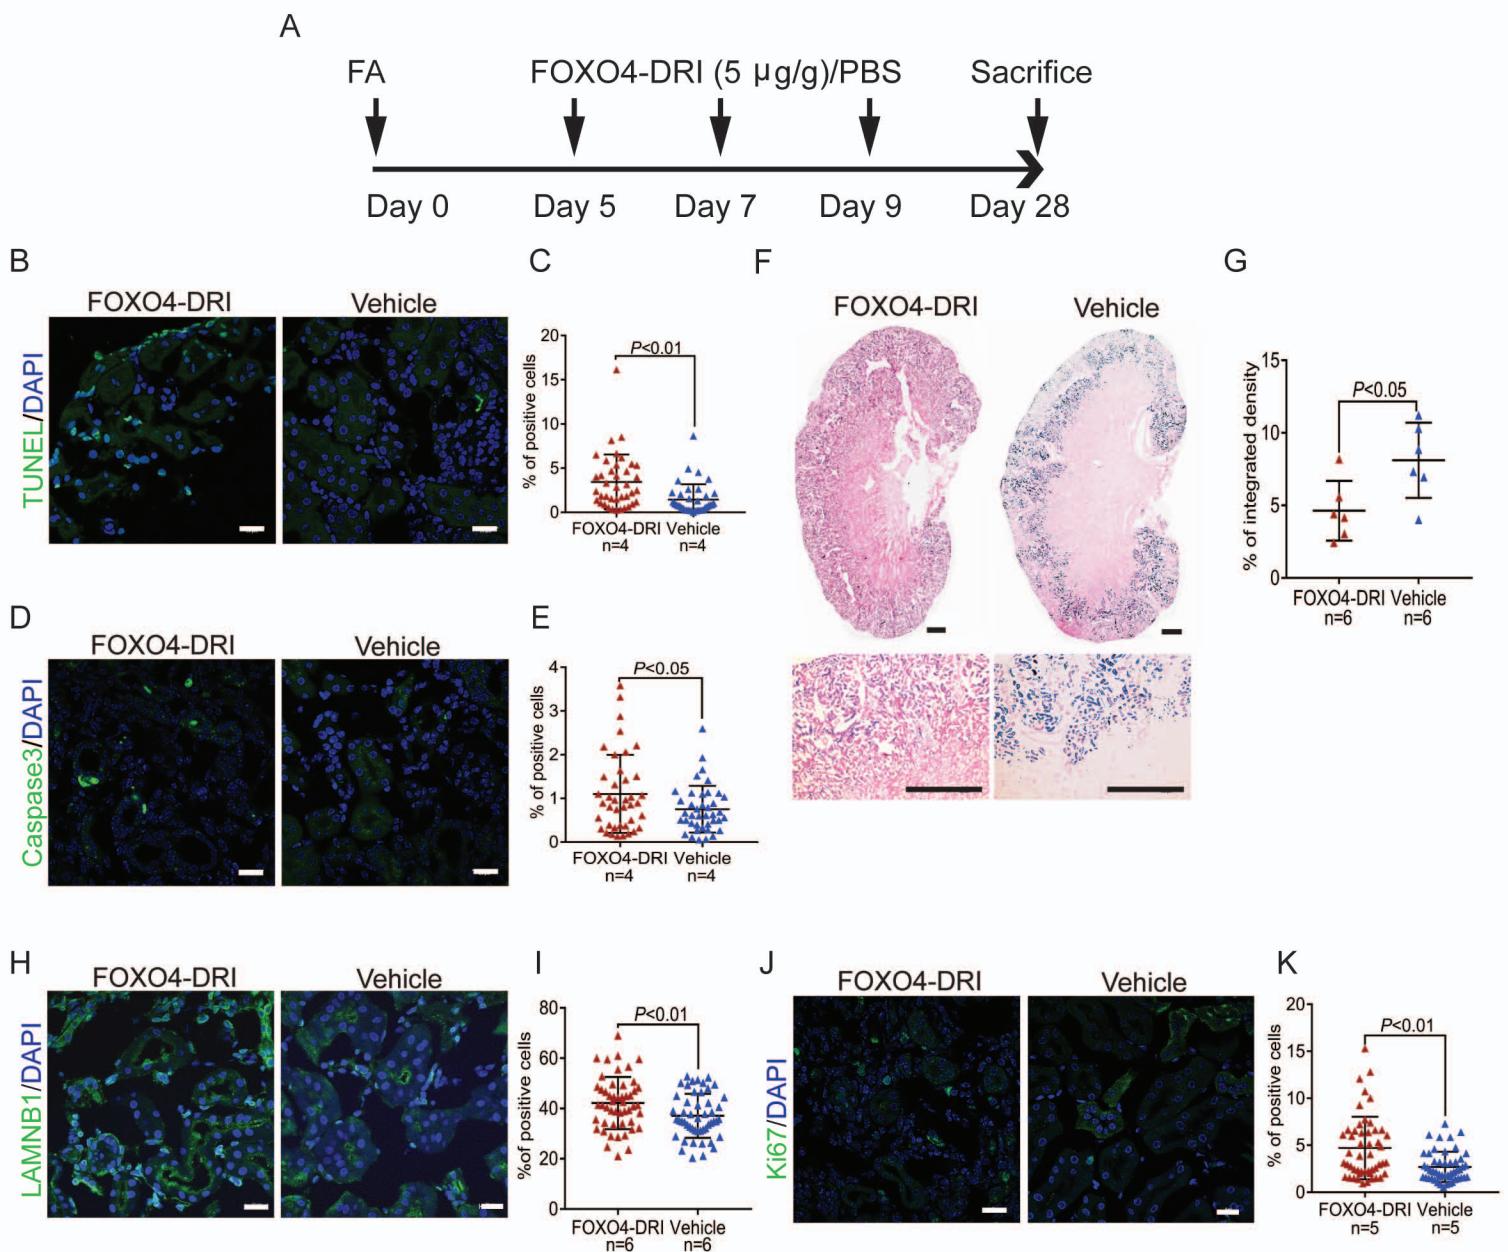 A
FA FOXO4-DRI (5 μg/g)/PBS Sacrifice
Day 0 Day 5 Day 7 Day 9 Day 28
B
FOXO4-DRI Vehicle
TUNEL/DAPI
C
% of positive cells
20
15
10
5
0
P<0.01
FOXO4-DRI Vehicle
n=4 n=4
F
FOXO4-DRI Vehicle
G
% of integrated density
15
10
5
0
P<0.05
FOXO4-DRI Vehicle
n=6 n=6
D
FOXO4-DRI Vehicle
Caspase3/DAPI
E
% of positive cells
4
3
2
1
0
P<0.05
FOXO4-DRI Vehicle
n=4 n=4
H
FOXO4-DRI Vehicle
LAMNB1/DAPI
I
%of positive cells
80
60
40
20
0
P<0.01
FOXO4-DRI Vehicle
n=6 n=6
J
FOXO4-DRI Vehicle
Ki67/DAPI
K
% of positive cells
20
15
10
5
0
P<0.01
FOXO4-DRI Vehicle
n=5 n=5